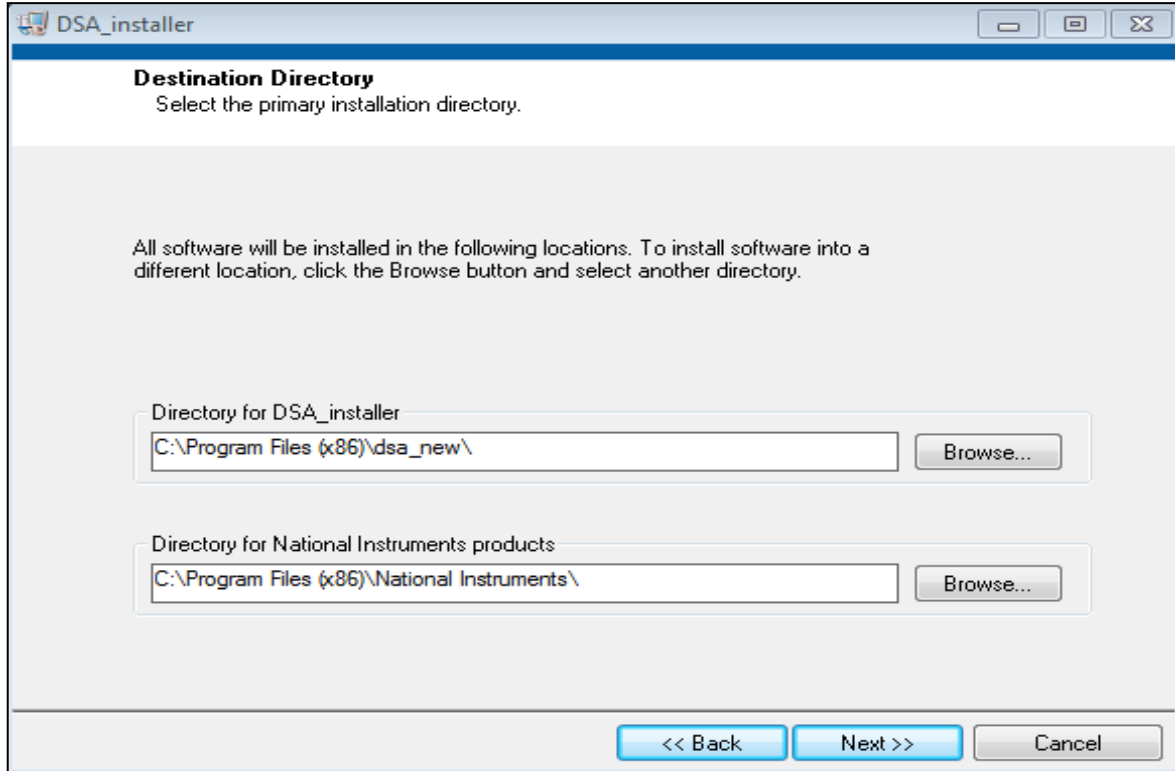 DSA_installer
Destination Directory
Select the primary installation directory.
All software will be installed in the following locations. To install software into a
different location, click the Browse button and select another directory.
Directory for DSA_installer
C:\Program Files (x86)\dsa_new\
Browse...
Directory for National Instruments products
C:\Program Files (x86)\National Instruments\
Browse...
<< Back
Next >>
Cancel